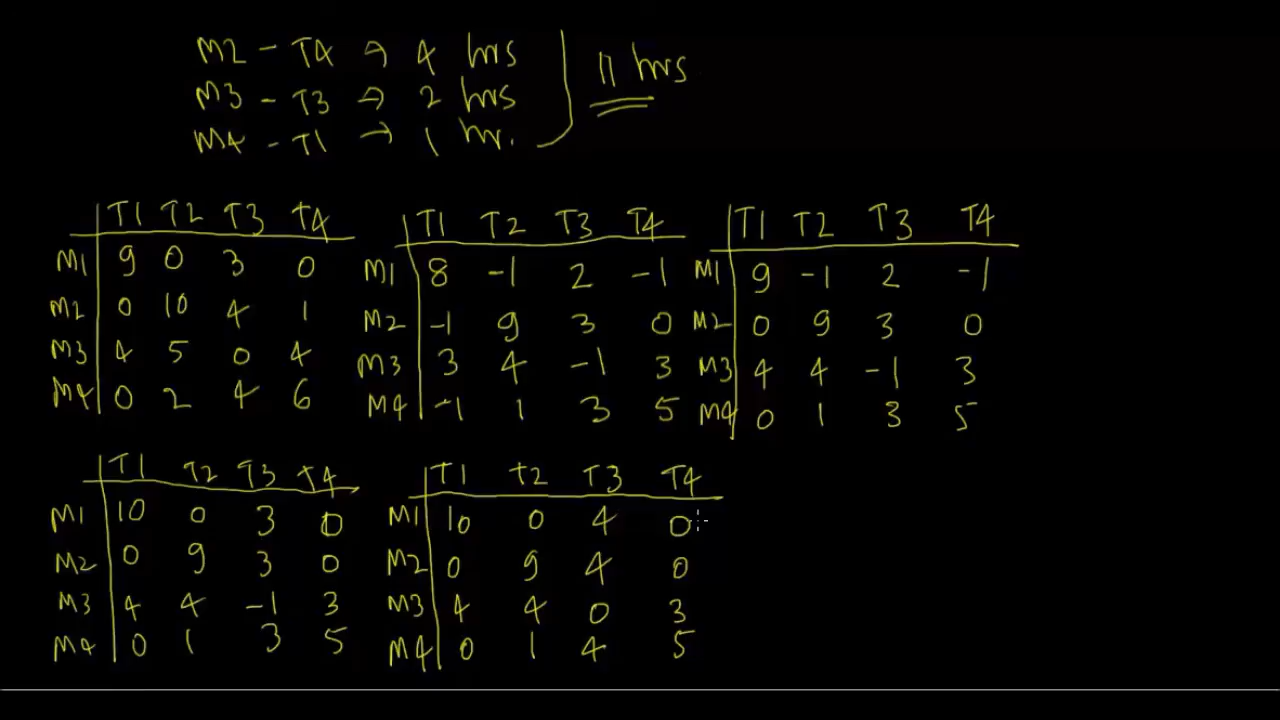 M2 - T4 → 4 hrs
M3 - T3 → 2 hrs
M4 - T1 → 1 hr.
11 hrs
T1 T2 T3 T4
M1 9 0 3 0
M2 0 10 4 1
M3 4 5 0 4
M4 0 2 4 6
T1 T2 T3 T4
M1 8 -1 2 -1
M2 -1 9 3 0
M3 3 4 -1 3
M4 -1 1 3 5
T1 T2 T3 T4
M1 9 -1 2 -1
M2 0 9 3 0
M3 4 4 -1 3
M4 0 1 3 5
T1 T2 T3 T4
M1 10 0 3 0
M2 0 9 3 0
M3 4 4 -1 3
M4 0 1 3 5
T1 T2 T3 T4
M1 10 0 4 0
M2 0 9 4 0
M3 4 4 0 3
M4 0 1 4 5